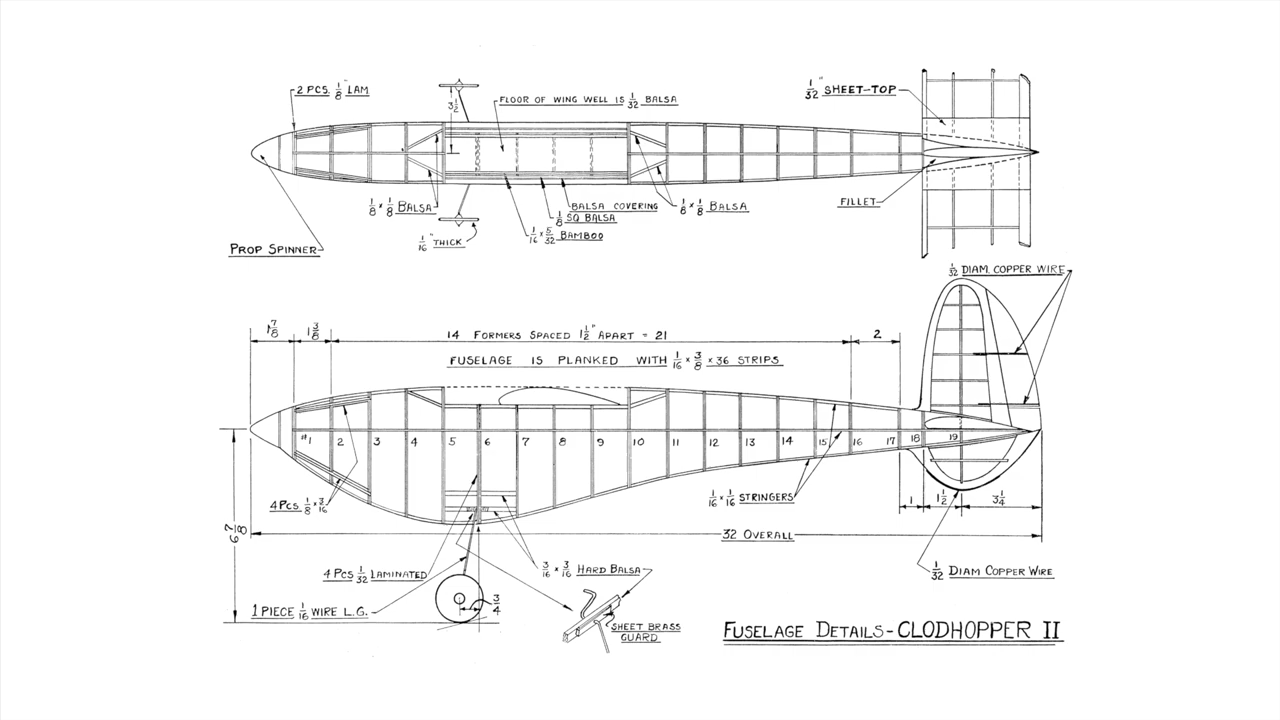 2 PCS. 1/8" LAM
3 1/2
FLOOR OF WING WELL IS 1/32 BALSA
1/32" SHEET-TOP
1/8 × 1/8 BALSA
1/16" THICK
BALSA COVERING
1/8 SQ BALSA
1/16 × 5/32 BAMBOO
1/8 × 1/8 BALSA
FILLET
PROP SPINNER
1/32 DIAM. COPPER WIRE
1 7/8
1 3/8
14 FORMERS SPACED 1 1/2" APART = 21
2
FUSELAGE IS PLANKED WITH 1/16 × 3/8 × 36 STRIPS
#1 2 3 4 5 6 7 8 9 10 11 12 13 14 15 16 17 18 19
4 PCS. 1/8 × 3/16
1/16 × 1/16 STRINGERS
1
1 1/2
3 1/4
6 7/8
32 OVERALL
4 PCS 1/32 LAMINATED
3/16 × 3/16 HARD BALSA
1/32 DIAM COPPER WIRE
1 PIECE 1/16 WIRE L.G.
3/4
SHEET BRASS
GUARD
FUSELAGE DETAILS - CLODHOPPER II